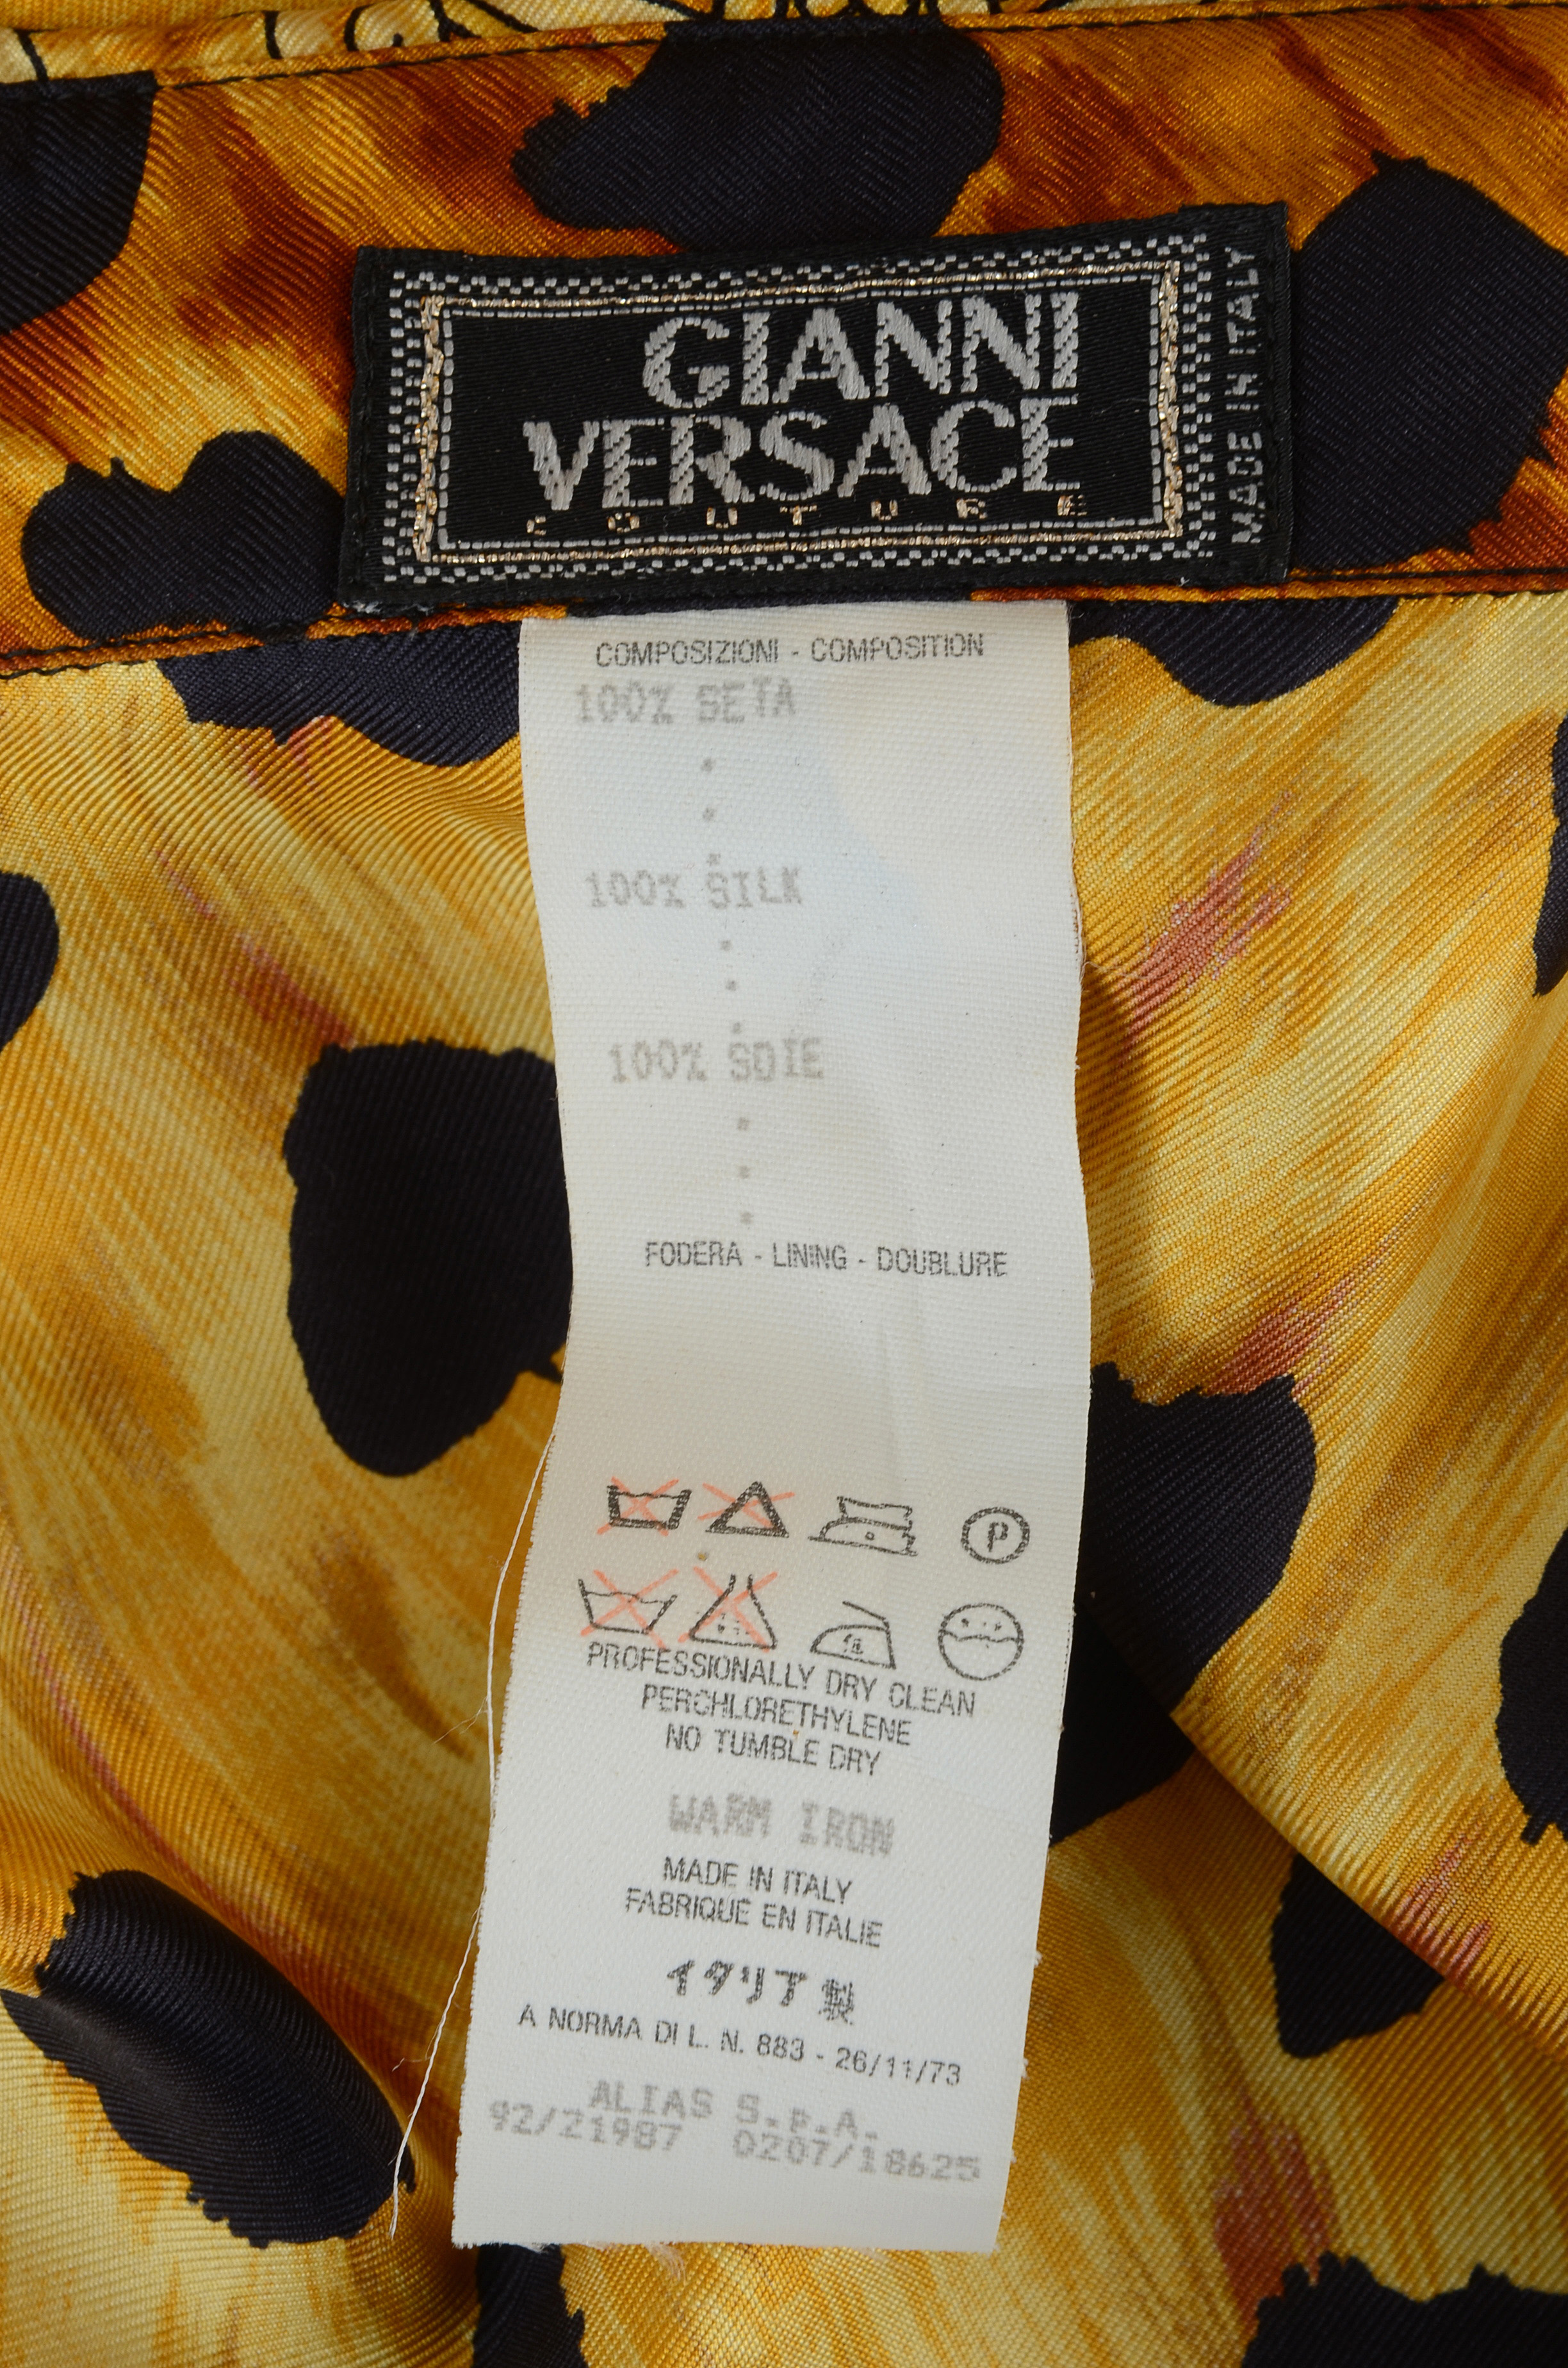 GIANNI
VERSACE
COUTURE
MADE IN ITALY
COMPOSIZIONI - COMPOSITION
100% SETA
.
.
.
100% SILK
.
.
.
100% SOIE
.
.
.
FODERA - LINING - DOUBLURE
P
PROFESSIONALLY DRY CLEAN
PERCHLORETHYLENE
NO TUMBLE DRY
WARM IRON
MADE IN ITALY
FABRIQUÉ EN ITALIE
イタリア製
A NORMA DI L. N. 883 - 26/11/73
ALIAS S.p.A.
92/21987 0207/18625